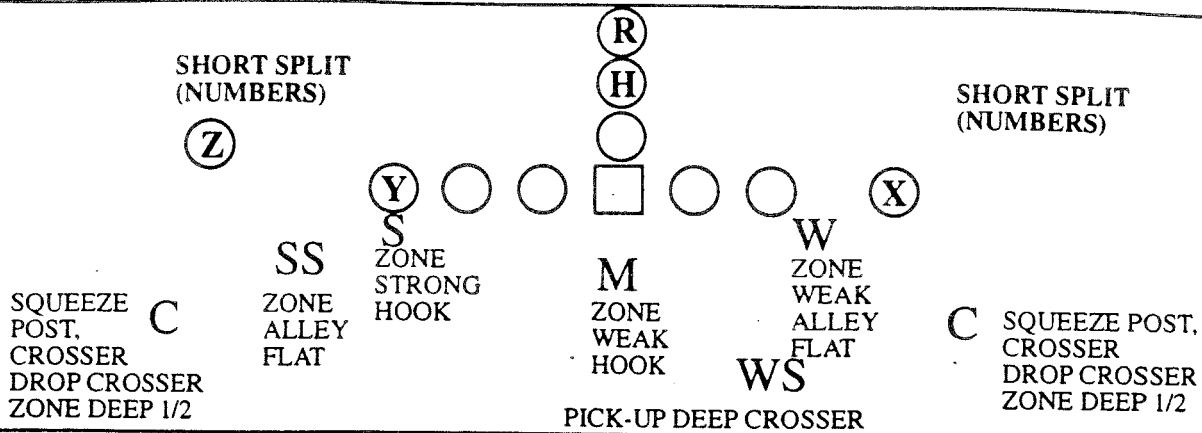 R
SHORT SPLIT
(NUMBERS)
H
SHORT SPLIT
(NUMBERS)
Z
Y
X
S
ZONE
STRONG
HOOK
SS
ZONE
ALLEY
FLAT
M
ZONE
WEAK
HOOK
W
ZONE
WEAK
ALLEY
FLAT
C
SQUEEZE
POST,
CROSSER
DROP CROSSER
ZONE DEEP 1/2
C
SQUEEZE POST,
CROSSER
DROP CROSSER
ZONE DEEP 1/2
WS
PICK-UP DEEP CROSSER